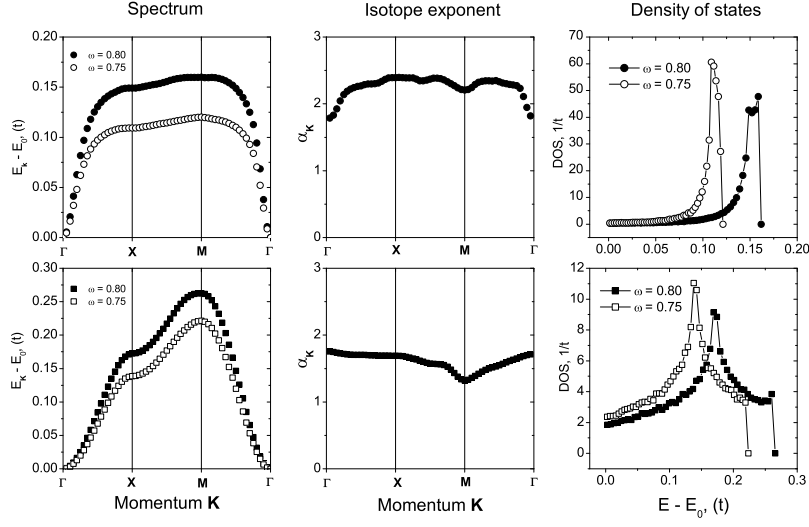 Spectrum
Isotope exponent
Density of states
0.20
0.15
0.10
0.05
0.00
E_k - E_0, (t)
ω = 0.80
ω = 0.75
Γ
X
M
Γ
3
2
1
0
α_K
Γ
X
M
Γ
70
60
50
40
30
20
10
0
DOS, 1/t
ω = 0.80
ω = 0.75
0.00
0.05
0.10
0.15
0.20
0.30
0.25
0.20
0.15
0.10
0.05
0.00
E_K - E_0, (t)
ω = 0.80
ω = 0.75
Γ
X
M
Γ
Momentum K
3
2
1
0
α_K
Γ
X
M
Γ
Momentum K
12
10
8
6
4
2
0
DOS, 1/t
ω = 0.80
ω = 0.75
0.0
0.1
0.2
0.3
E - E_0, (t)